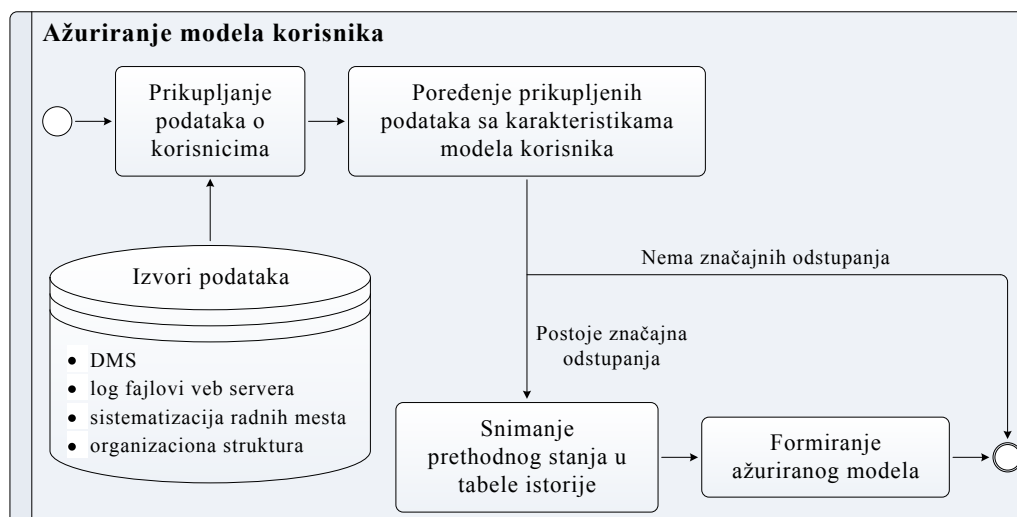 Ažuriranje modela korisnika
Prikupljanje
podataka o
korisnicima
Poređenje prikupljenih
podataka sa karakteristikama
modela korisnika
Izvori podataka
• DMS
• log fajlovi veb servera
• sistematizacija radnih mesta
• organizaciona struktura
Nema značajnih odstupanja
Postoje značajna
odstupanja
Snimanje
prethodnog stanja u
tabele istorije
Formiranje
ažuriranog modela